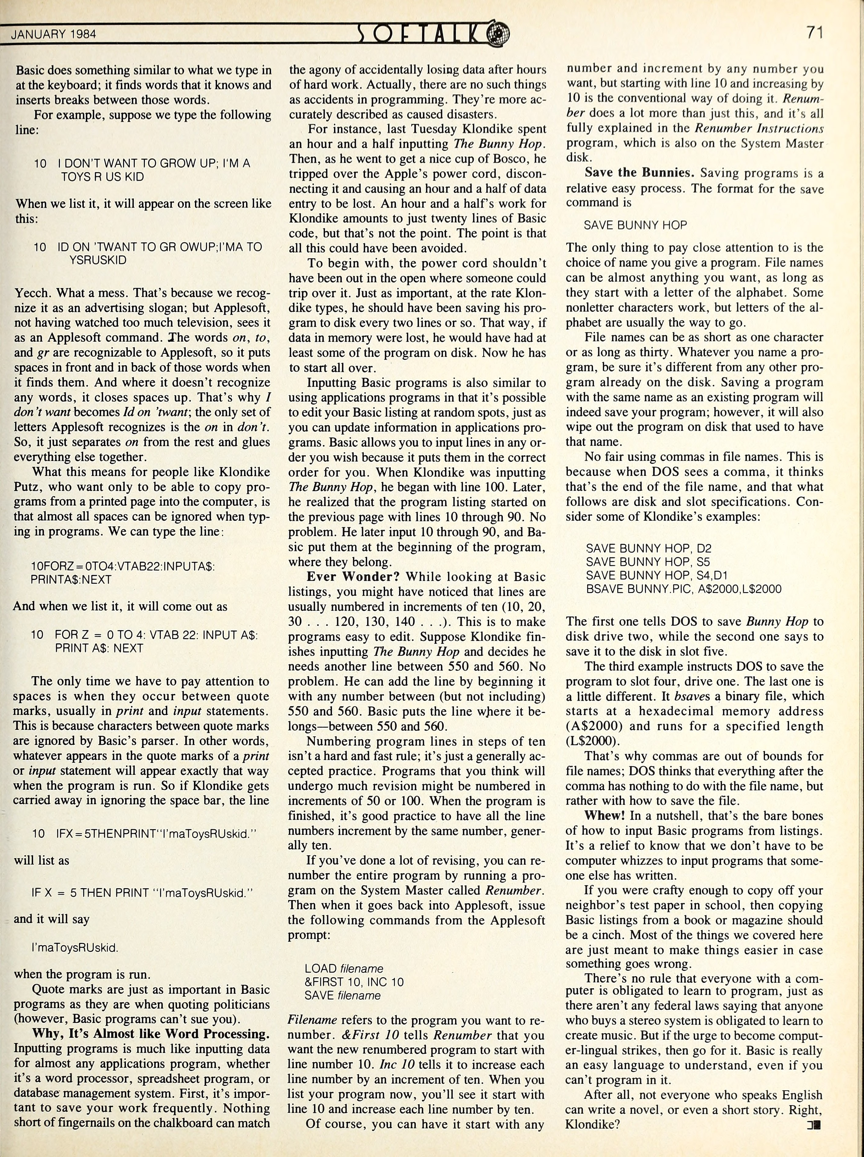 JANUARY 1984
SOFTALK
71
Basic does something similar to what we type in
at the keyboard; it finds words that it knows and
inserts breaks between those words.
For example, suppose we type the following
line:
10 I DON'T WANT TO GROW UP; I'M A
TOYS R US KID
When we list it, it will appear on the screen like
this:
10 ID ON 'TWANT TO GR OWUP;I'MA TO
YSRUSKID
Yecch. What a mess. That's because we recog-
nize it as an advertising slogan; but Applesoft,
not having watched too much television, sees it
as an Applesoft command. The words on, to,
and gr are recognizable to Applesoft, so it puts
spaces in front and in back of those words when
it finds them. And where it doesn't recognize
any words, it closes spaces up. That's why I
don't want becomes Id on 'twant; the only set of
letters Applesoft recognizes is the on in don't.
So, it just separates on from the rest and glues
everything else together.
What this means for people like Klondike
Putz, who want only to be able to copy pro-
grams from a printed page into the computer, is
that almost all spaces can be ignored when typ-
ing in programs. We can type the line:
10FORZ=0TO4:VTAB22:INPUTA$:
PRINTA$:NEXT
And when we list it, it will come out as
10 FOR Z = 0 TO 4: VTAB 22: INPUT A$:
PRINT A$: NEXT
The only time we have to pay attention to
spaces is when they occur between quote
marks, usually in print and input statements.
This is because characters between quote marks
are ignored by Basic's parser. In other words,
whatever appears in the quote marks of a print
or input statement will appear exactly that way
when the program is run. So if Klondike gets
carried away in ignoring the space bar, the line
10 IFX=5THENPRINT"I'maToysRUskid."
will list as
IF X = 5 THEN PRINT "I'maToysRUskid."
and it will say
I'maToysRUskid.
when the program is run.
Quote marks are just as important in Basic
programs as they are when quoting politicians
(however, Basic programs can't sue you).
Why, It's Almost like Word Processing.
Inputting programs is much like inputting data
for almost any applications program, whether
it's a word processor, spreadsheet program, or
database management system. First, it's impor-
tant to save your work frequently. Nothing
short of fingernails on the chalkboard can match
the agony of accidentally losing data after hours
of hard work. Actually, there are no such things
as accidents in programming. They're more ac-
curately described as caused disasters.
For instance, last Tuesday Klondike spent
an hour and a half inputting The Bunny Hop.
Then, as he went to get a nice cup of Bosco, he
tripped over the Apple's power cord, discon-
necting it and causing an hour and a half of data
entry to be lost. An hour and a half's work for
Klondike amounts to just twenty lines of Basic
code, but that's not the point. The point is that
all this could have been avoided.
To begin with, the power cord shouldn't
have been out in the open where someone could
trip over it. Just as important, at the rate Klon-
dike types, he should have been saving his pro-
gram to disk every two lines or so. That way, if
data in memory were lost, he would have had at
least some of the program on disk. Now he has
to start all over.
Inputting Basic programs is also similar to
using applications programs in that it's possible
to edit your Basic listing at random spots, just as
you can update information in applications pro-
grams. Basic allows you to input lines in any or-
der you wish because it puts them in the correct
order for you. When Klondike was inputting
The Bunny Hop, he began with line 100. Later,
he realized that the program listing started on
the previous page with lines 10 through 90. No
problem. He later input 10 through 90, and Ba-
sic put them at the beginning of the program,
where they belong.
Ever Wonder? While looking at Basic
listings, you might have noticed that lines are
usually numbered in increments of ten (10, 20,
30 . . . 120, 130, 140 . . .). This is to make
programs easy to edit. Suppose Klondike fin-
ishes inputting The Bunny Hop and decides he
needs another line between 550 and 560. No
problem. He can add the line by beginning it
with any number between (but not including)
550 and 560. Basic puts the line where it be-
longs—between 550 and 560.
Numbering program lines in steps of ten
isn't a hard and fast rule; it's just a generally ac-
cepted practice. Programs that you think will
undergo much revision might be numbered in
increments of 50 or 100. When the program is
finished, it's good practice to have all the line
numbers increment by the same number, gener-
ally ten.
If you've done a lot of revising, you can re-
number the entire program by running a pro-
gram on the System Master called Renumber.
Then when it goes back into Applesoft, issue
the following commands from the Applesoft
prompt:
LOAD filename
&FIRST 10, INC 10
SAVE filename
Filename refers to the program you want to re-
number. &First 10 tells Renumber that you
want the new renumbered program to start with
line number 10. Inc 10 tells it to increase each
line number by an increment of ten. When you
list your program now, you'll see it start with
line 10 and increase each line number by ten.
Of course, you can have it start with any
number and increment by any number you
want, but starting with line 10 and increasing by
10 is the conventional way of doing it. Renum-
ber does a lot more than just this, and it's all
fully explained in the Renumber Instructions
program, which is also on the System Master
disk.
Save the Bunnies. Saving programs is a
relative easy process. The format for the save
command is
SAVE BUNNY HOP
The only thing to pay close attention to is the
choice of name you give a program. File names
can be almost anything you want, as long as
they start with a letter of the alphabet. Some
nonletter characters work, but letters of the al-
phabet are usually the way to go.
File names can be as short as one character
or as long as thirty. Whatever you name a pro-
gram, be sure it's different from any other pro-
gram already on the disk. Saving a program
with the same name as an existing program will
indeed save your program; however, it will also
wipe out the program on disk that used to have
that name.
No fair using commas in file names. This is
because when DOS sees a comma, it thinks
that's the end of the file name, and that what
follows are disk and slot specifications. Con-
sider some of Klondike's examples:
SAVE BUNNY HOP, D2
SAVE BUNNY HOP, S5
SAVE BUNNY HOP, S4,D1
BSAVE BUNNY.PIC, A$2000,L$2000
The first one tells DOS to save Bunny Hop to
disk drive two, while the second one says to
save it to the disk in slot five.
The third example instructs DOS to save the
program to slot four, drive one. The last one is
a little different. It bsaves a binary file, which
starts at a hexadecimal memory address
(A$2000) and runs for a specified length
(L$2000).
That's why commas are out of bounds for
file names; DOS thinks that everything after the
comma has nothing to do with the file name, but
rather with how to save the file.
Whew! In a nutshell, that's the bare bones
of how to input Basic programs from listings.
It's a relief to know that we don't have to be
computer whizzes to input programs that some-
one else has written.
If you were crafty enough to copy off your
neighbor's test paper in school, then copying
Basic listings from a book or magazine should
be a cinch. Most of the things we covered here
are just meant to make things easier in case
something goes wrong.
There's no rule that everyone with a com-
puter is obligated to learn to program, just as
there aren't any federal laws saying that anyone
who buys a stereo system is obligated to learn to
create music. But if the urge to become comput-
er-lingual strikes, then go for it. Basic is really
an easy language to understand, even if you
can't program in it.
After all, not everyone who speaks English
can write a novel, or even a short story. Right,
Klondike?